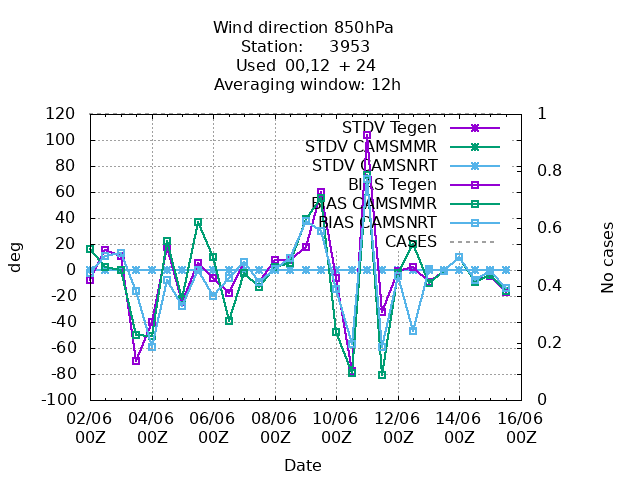 Wind direction 850hPa
Station: 3953
Used 00,12 + 24
Averaging window: 12h
120
100
80
60
40
20
0
-20
-40
-60
-80
-100
deg
STDV Tegen
STDV CAMSMMR
STDV CAMSNRT
BIAS Tegen
BIAS CAMSMMR
BIAS CAMSNRT
CASES
1
0.8
0.6
0.4
0.2
0
No cases
02/06 04/06 06/06 08/06 10/06 12/06 14/06 16/06
00Z 00Z 00Z 00Z 00Z 00Z 00Z 00Z
Date